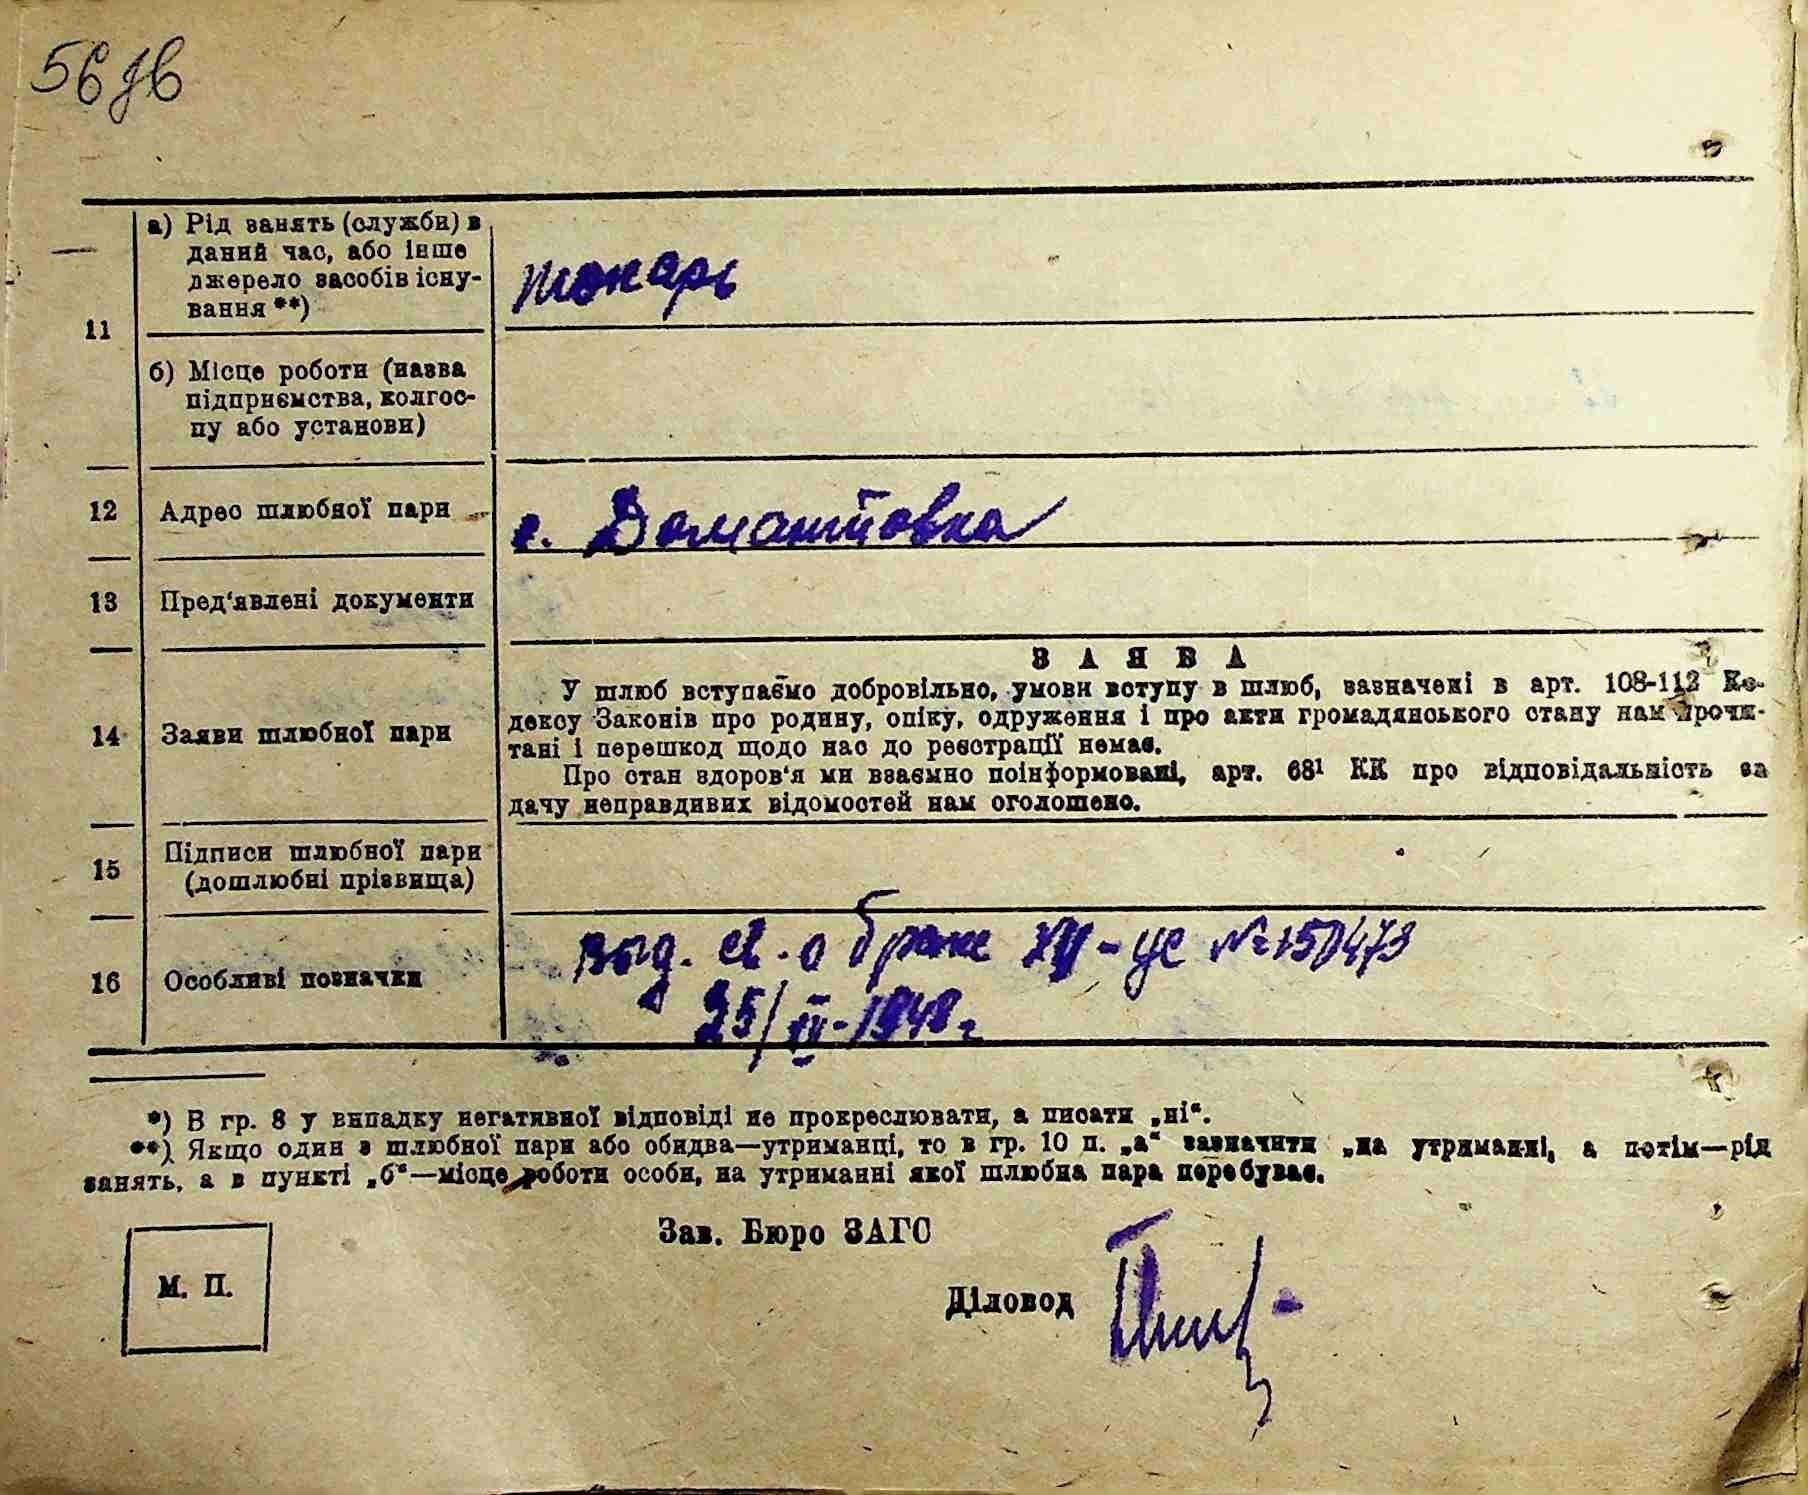 56 зв
а) Рід занять (служби) в
даний час, або інше
джерело засобів існу-
вання **)
токарь
11
б) Місце роботи (назва
підприємства, колгос-
пу або установи)
12 Адрес шлюбної пари с. Домантовка
13 Пред'явлені документи
ЗАЯВА
У шлюб вступаємо добровільно, умови вступу в шлюб, зазначені в арт. 108-112 Ко-
дексу Законів про родину, опіку, одруження і про акти громадянського стану нам прочи-
тані і перешкод щодо нас до реєстрації немає.
14 Заяви шлюбної пари
Про стан здоров'я ми взаємно поінформовані, арт. 68¹ КК про відповідальність за
дачу неправдивих відомостей нам оголошено.
15 Підписи шлюбної пари
(дошлюбні прізвища)
выд. св. о браке № 150473
16 Особливі позначки
25/ -1948 г.
*) В гр. 8 у випадку негативної відповіді не прокреслювати, а писати „ні“.
**) Якщо один з шлюбної пари або обидва—утриманці, то в гр. 10 п. „а“ зазначити „на утриманні, а потім—рід
занять, а в пункті „б“—місце роботи особи, на утриманні якої шлюбна пара перебуває.
Зав. Бюро ЗАГС
М. П.
Діловод